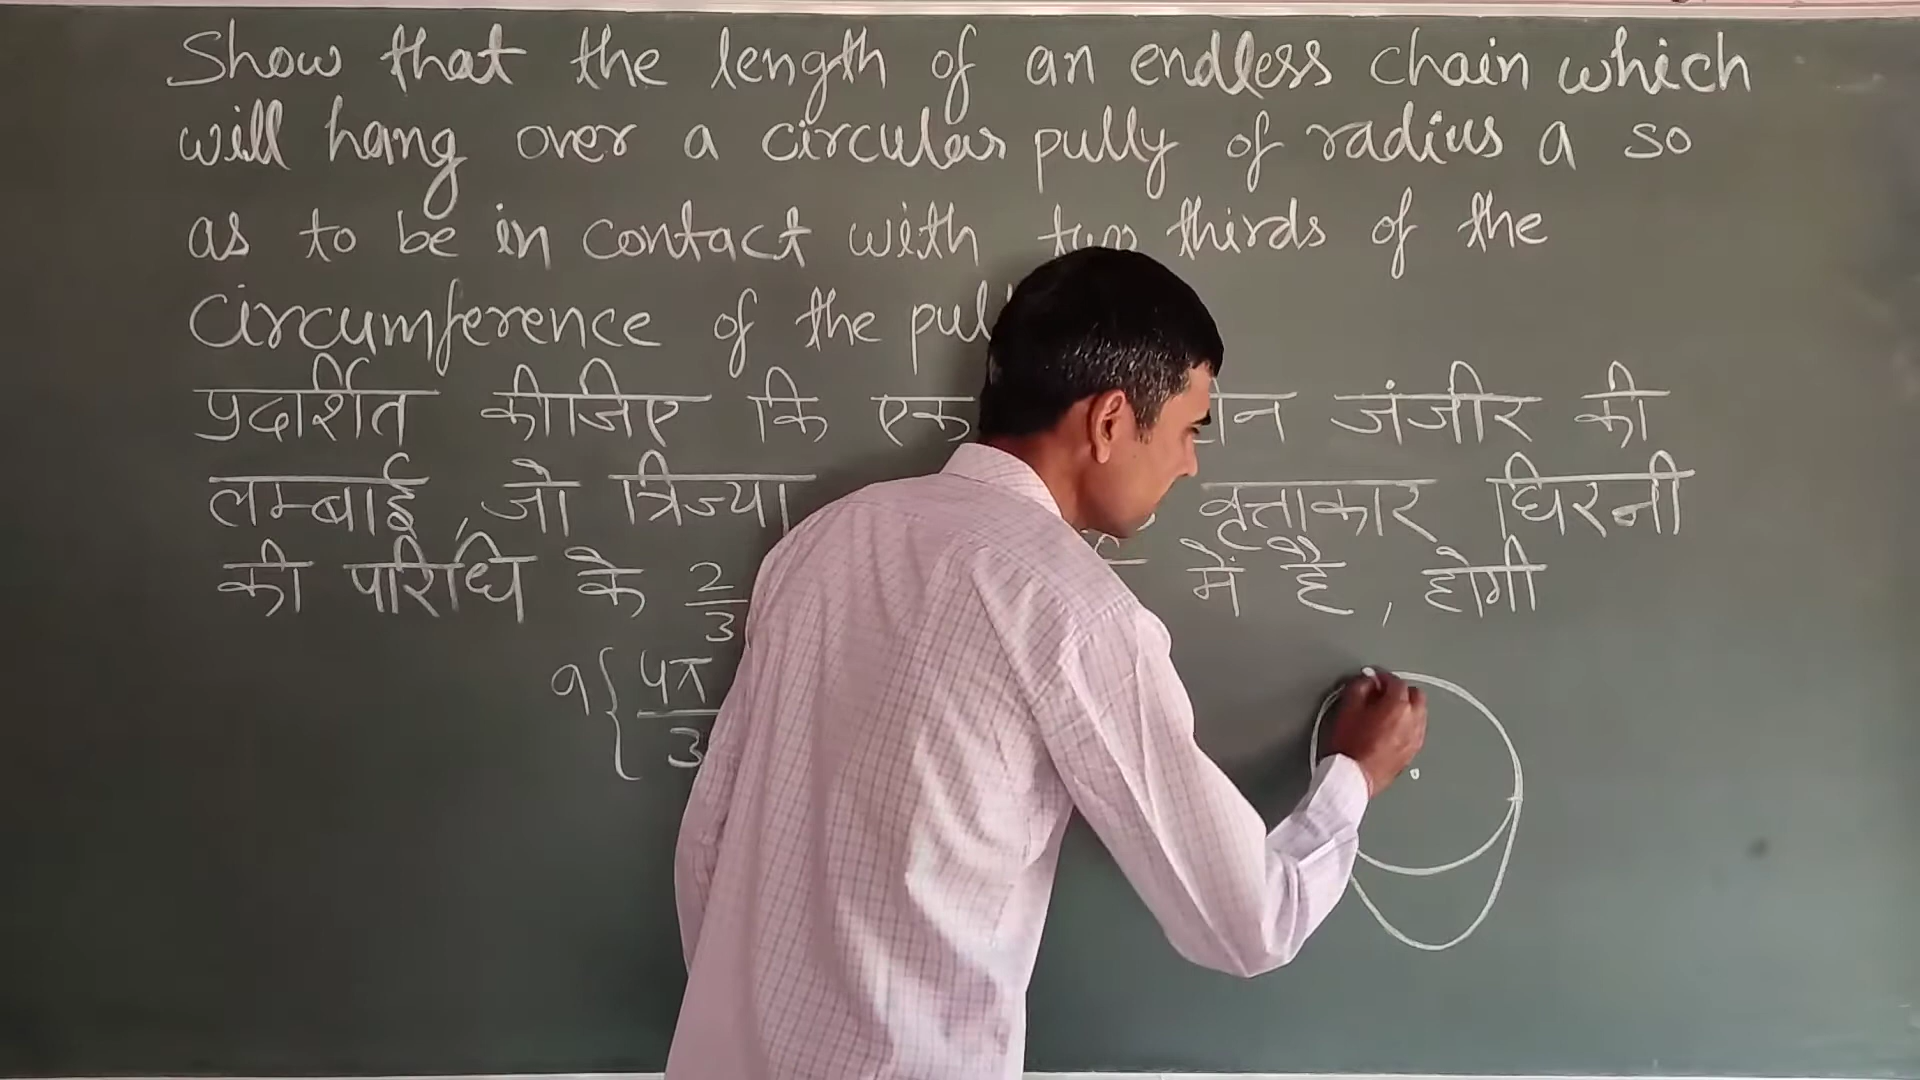 Show that the length of an endless chain which
will hang over a circular pully of radius a so
as to be in contact with two thirds of the
circumference of the
प्रदर्शित कीजिए कि एक जंजीर की
लम्बाई, जो त्रिज्या वृत्ताकार घिरनी
की परिधि के 2/3 में है, होगी
a { 4π/3